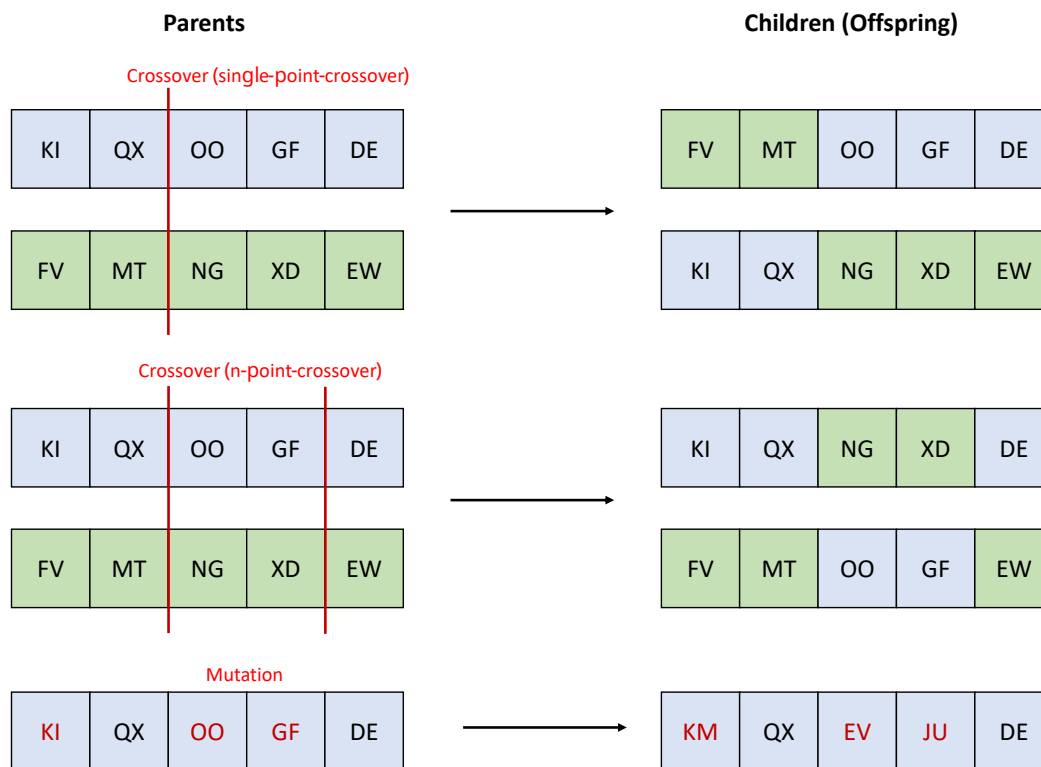 Parents Children (Offspring)
Crossover (single-point-crossover)
KI QX OO GF DE FV MT OO GF DE
FV MT NG XD EW KI QX NG XD EW
Crossover (n-point-crossover)
KI QX OO GF DE KI QX NG XD DE
FV MT NG XD EW FV MT OO GF EW
Mutation
KI QX OO GF DE KM QX EV JU DE